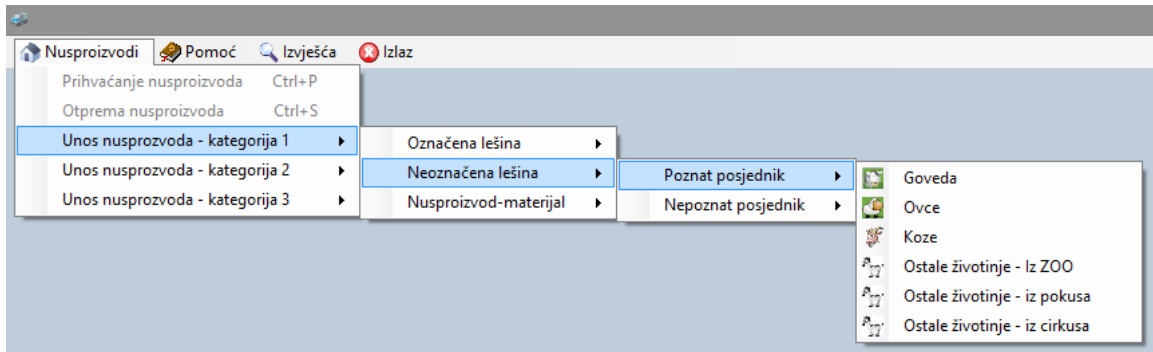 Nusproizvodi Pomoć Izvješća Izlaz
Prihvaćanje nusproizvoda Ctrl+P
Otprema nusproizvoda Ctrl+S
Unos nusprozvoda - kategorija 1
Unos nusprozvoda - kategorija 2
Unos nusprozvoda - kategorija 3
Označena lešina
Neoznačena lešina
Nusproizvod-materijal
Poznat posjednik
Nepoznat posjednik
Goveda
Ovce
Koze
Ostale životinje - Iz ZOO
Ostale životinje - iz pokusa
Ostale životinje - iz cirkusa